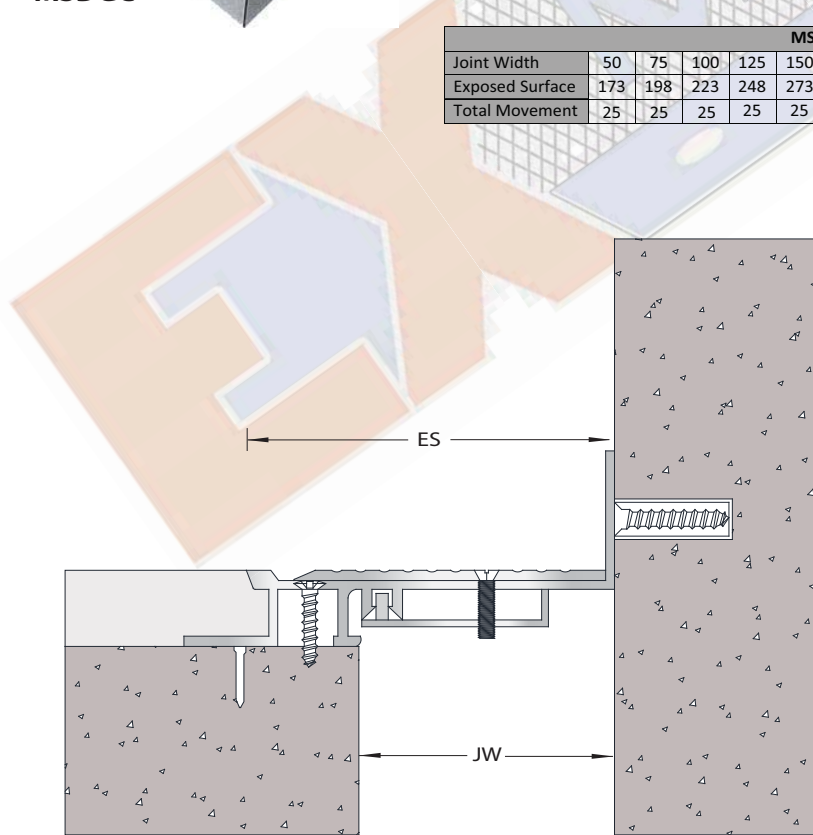 MS
Joint Width 50 75 100 125 150
Exposed Surface 173 198 223 248 273
Total Movement 25 25 25 25 25
ES
JW